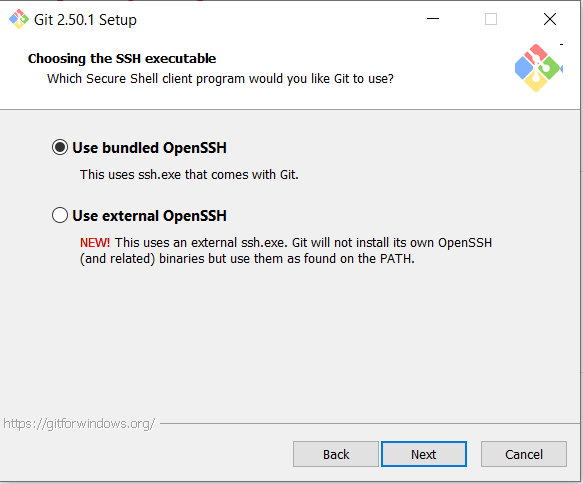 Git 2.50.1 Setup
Choosing the SSH executable
Which Secure Shell client program would you like Git to use?
Use bundled OpenSSH
This uses ssh.exe that comes with Git.
Use external OpenSSH
NEW! This uses an external ssh.exe. Git will not install its own OpenSSH
(and related) binaries but use them as found on the PATH.
https://gitforwindows.org/
Back Next Cancel